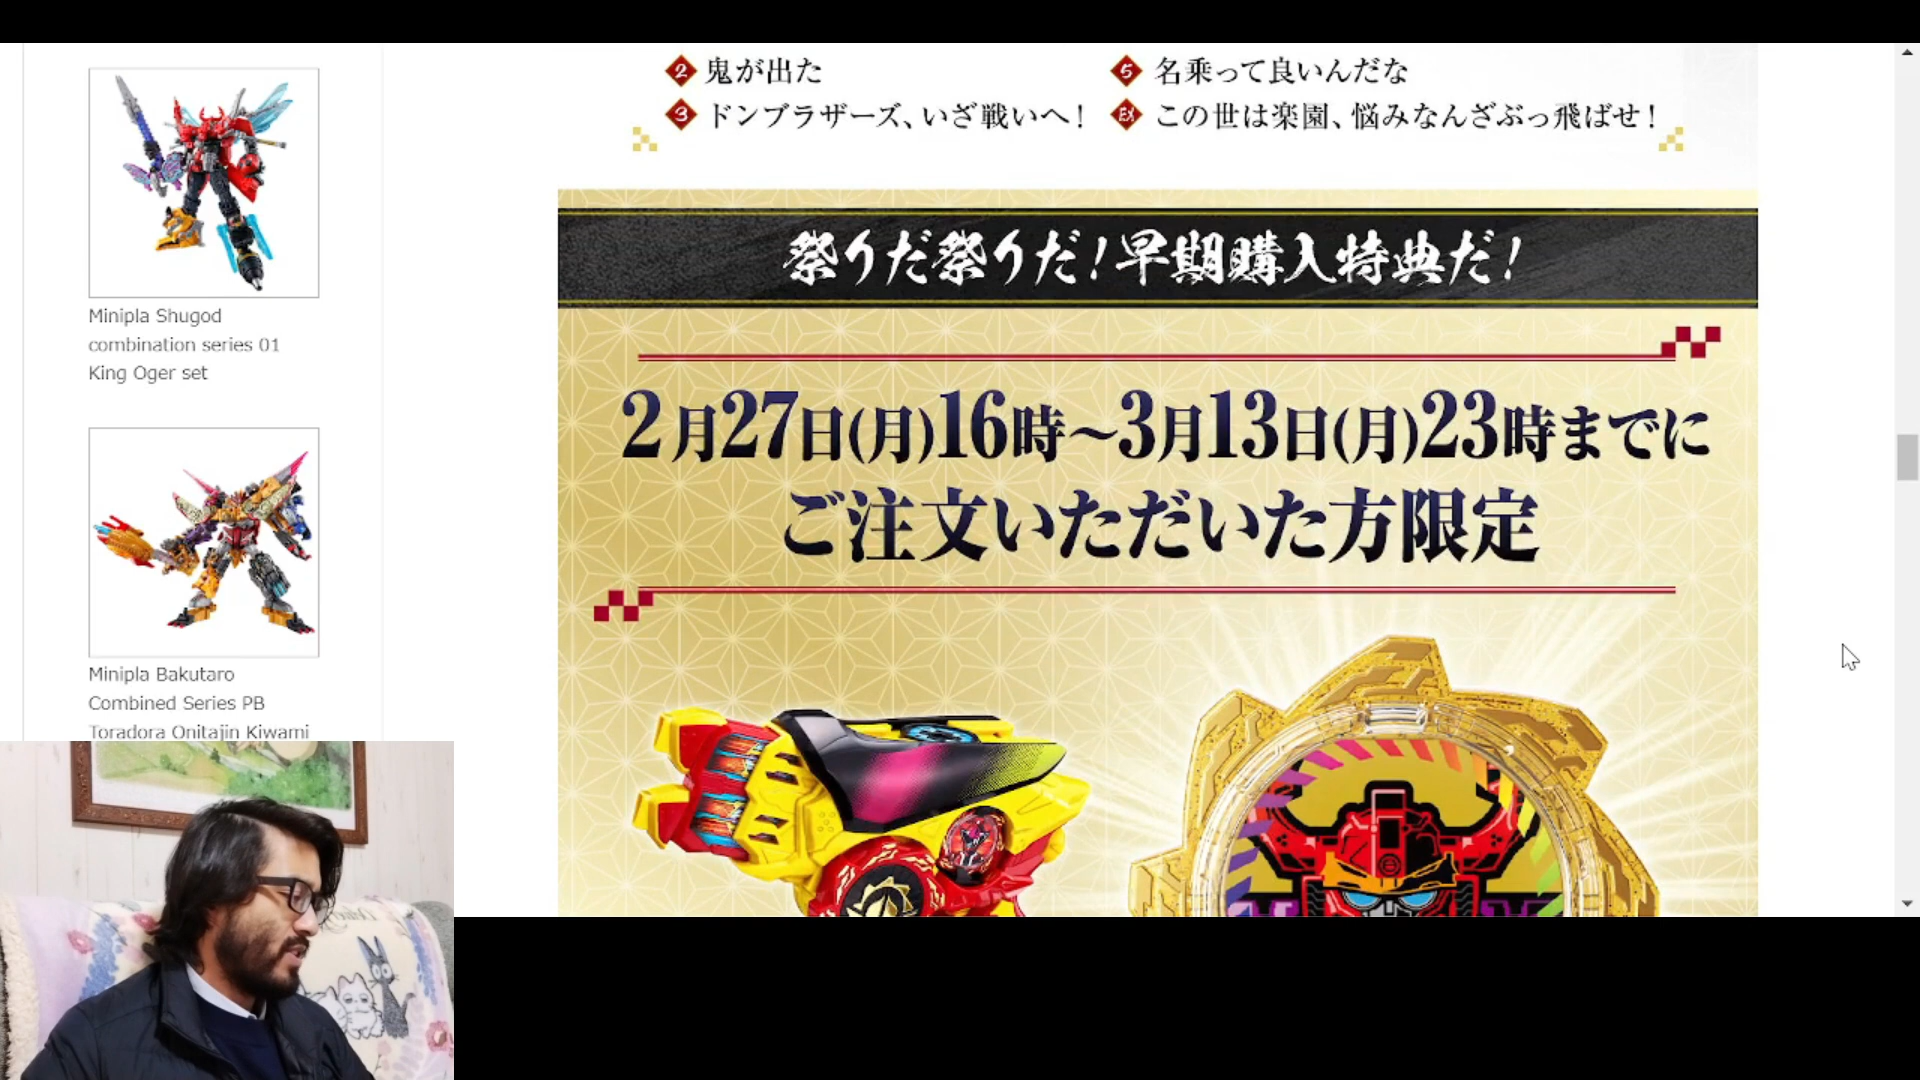 2 鬼が出た
3 ドンブラザーズ、いざ戦いへ!
5 名乗って良いんだな
EX この世は楽園、悩みなんざぶっ飛ばせ!
祭りだ祭りだ!早期購入特典だ!
2月27日(月)16時〜3月13日(月)23時までに
ご注文いただいた方限定
Minipla Shugod
combination series 01
King Oger set
Minipla Bakutaro
Combined Series PB
Toradora Onitajin Kiwami